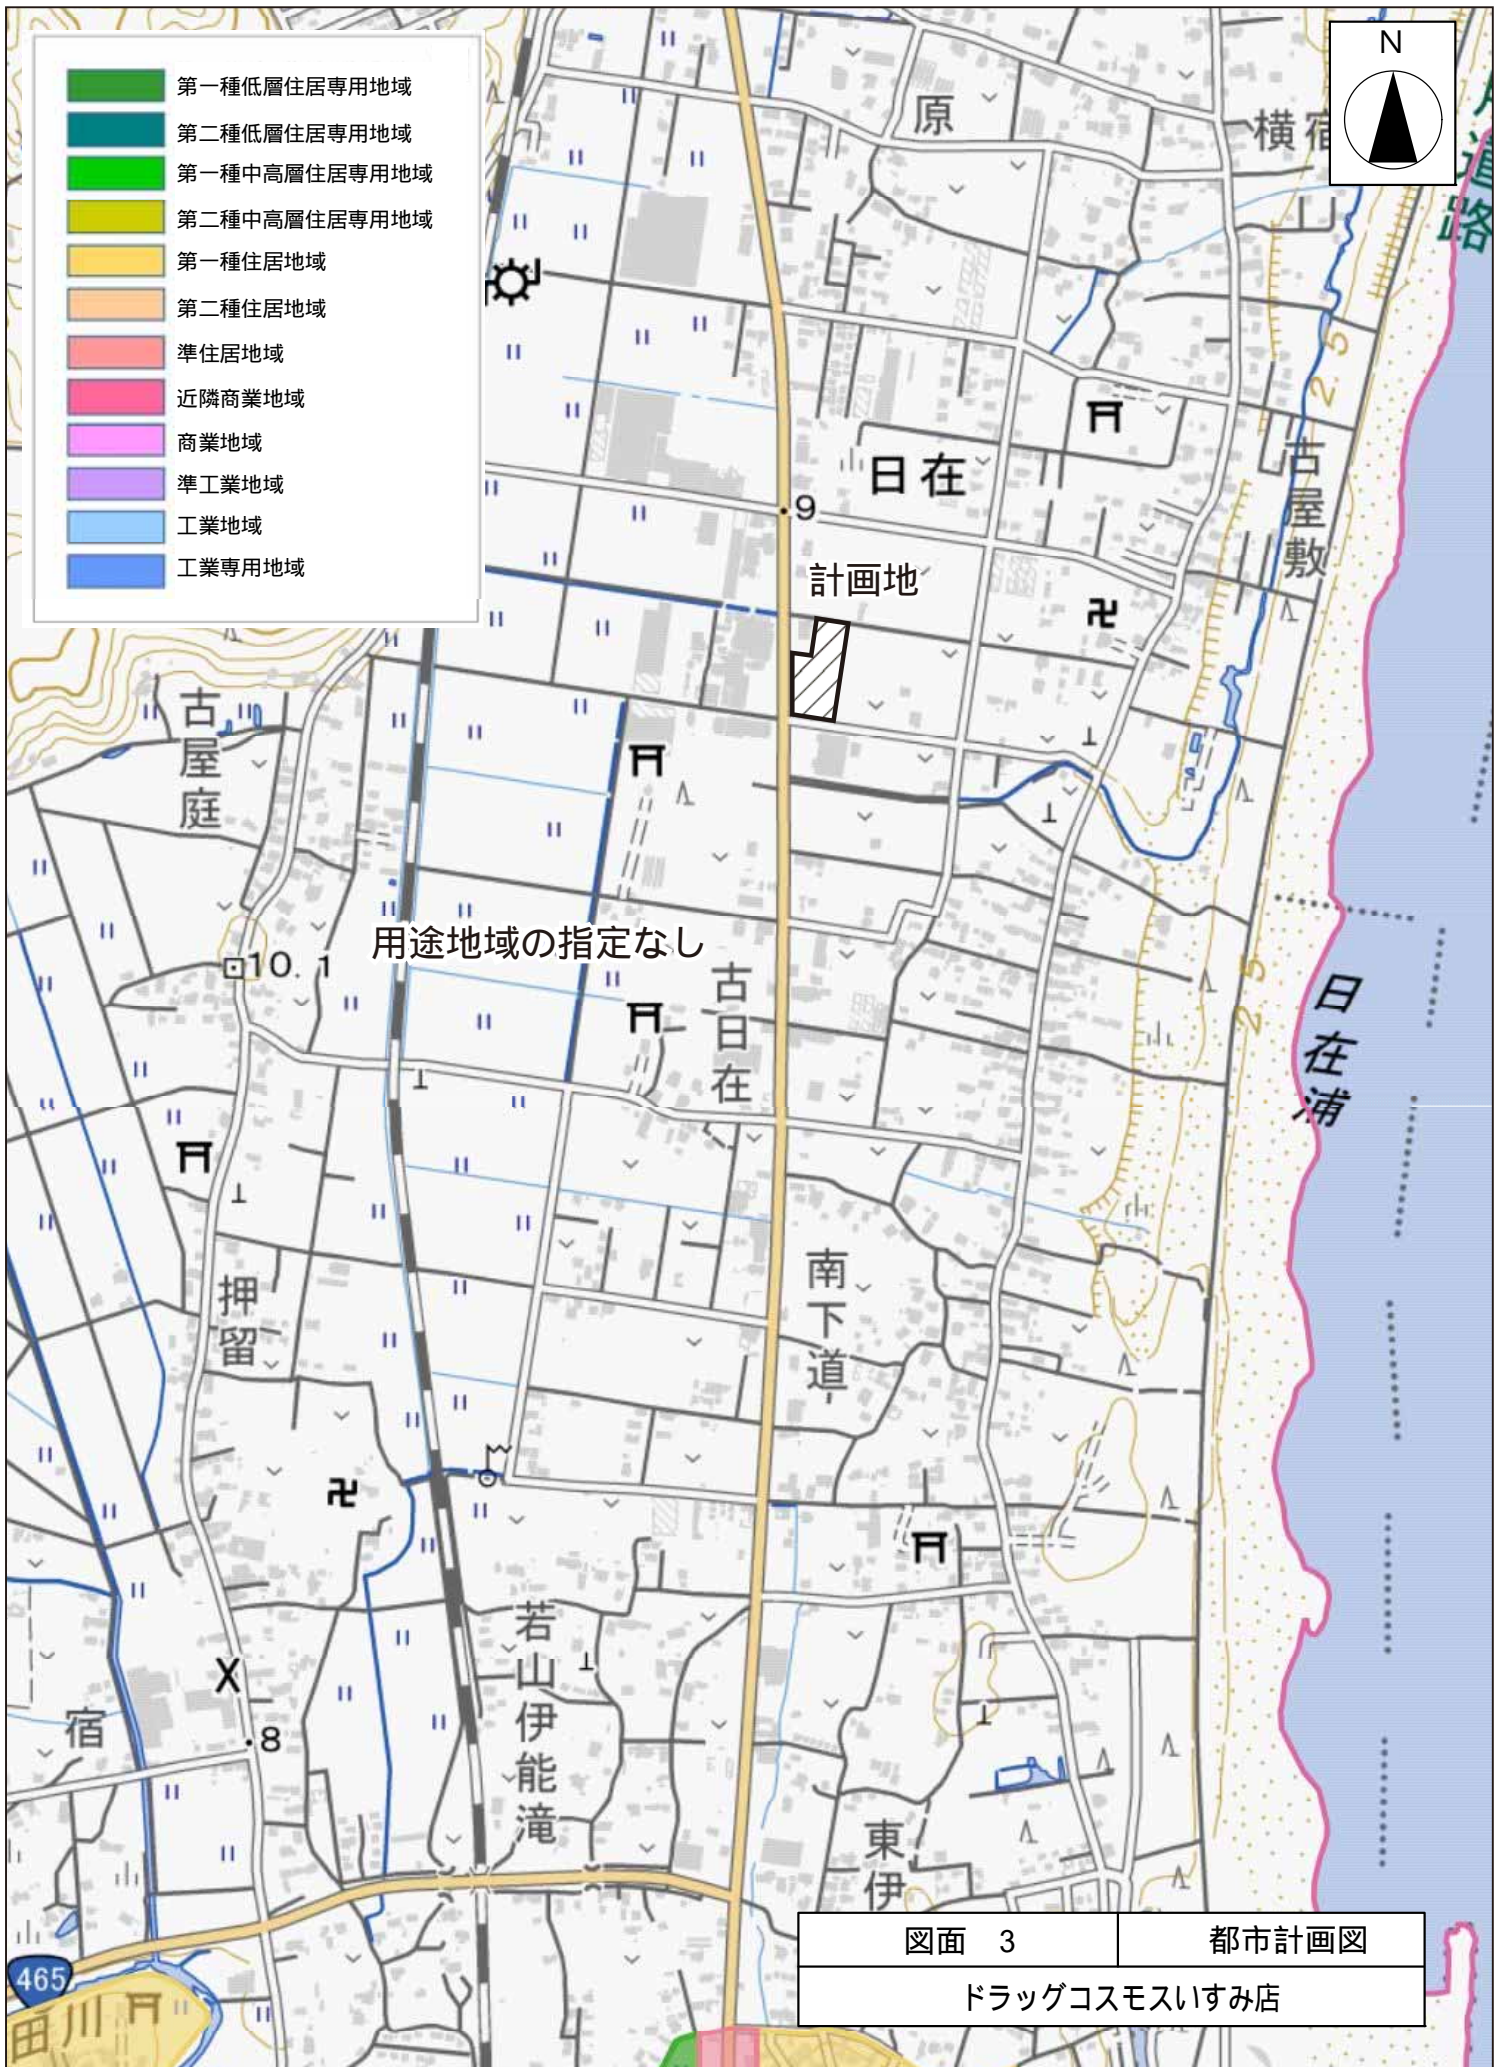 第一種低層住居専用地域
第二種低層住居専用地域
第一種中高層住居専用地域
第二種中高層住居専用地域
第一種住居地域
第二種住居地域
準住居地域
近隣商業地域
商業地域
準工業地域
工業地域
工業専用地域
N
原
横宿
道路
25
日在
古屋敷
9
計画地
古屋庭
10.1
用途地域の指定なし
古日在
25
日在浦
押留
南下道
若山伊能滝
宿
8
東伊
465
田川
図面 3
都市計画図
ドラッグコスモスいすみ店